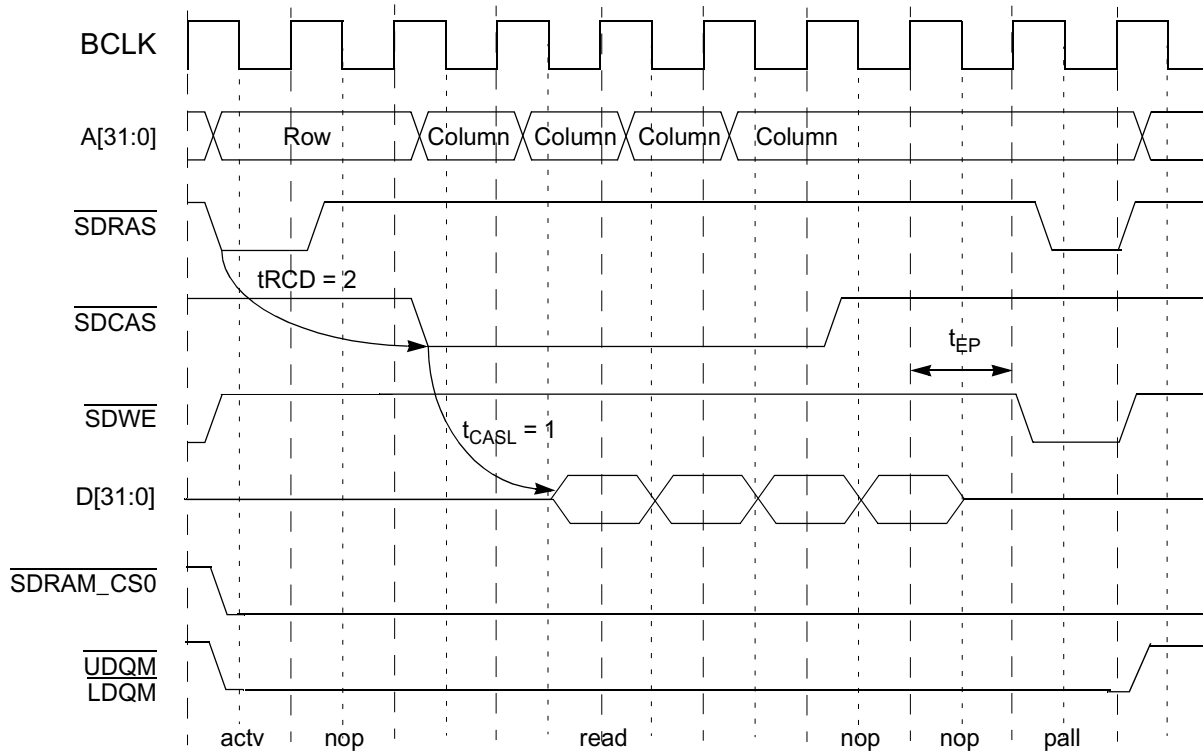 BCLK
A[31:0]
Row
Column
Column
Column
Column
SDRAS
tRCD = 2
SDCAS
tEP
SDWE
tCASL = 1
D[31:0]
SDRAM_CS0
UDQM
LDQM
actv
nop
read
nop
nop
pall